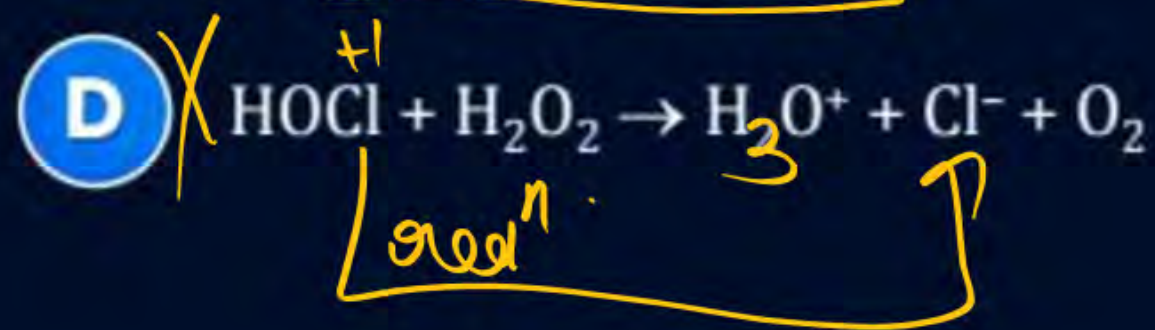 +1
D X HOCl + H₂O₂ → H₃O⁺ + Cl⁻ + O₂
redⁿ.